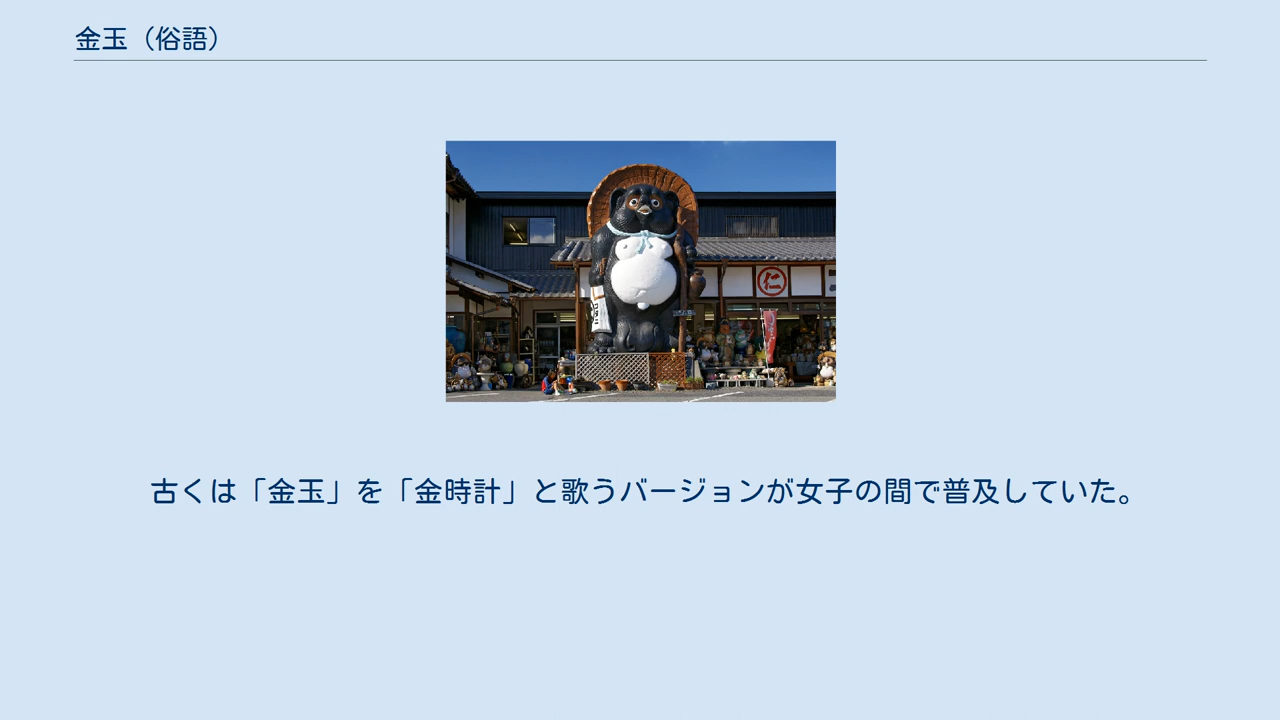 金玉（俗語）
仁
古くは「金玉」を「金時計」と歌うバージョンが女子の間で普及していた。